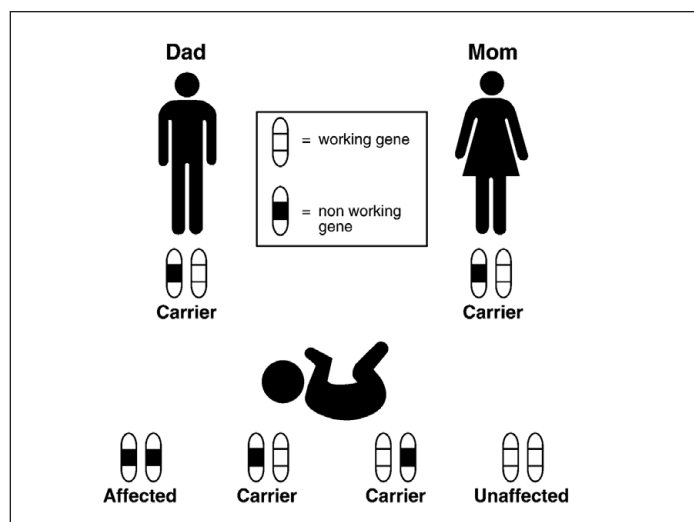 Dad
Mom
= working gene
= non working
gene
Carrier
Carrier
Affected
Carrier
Carrier
Unaffected